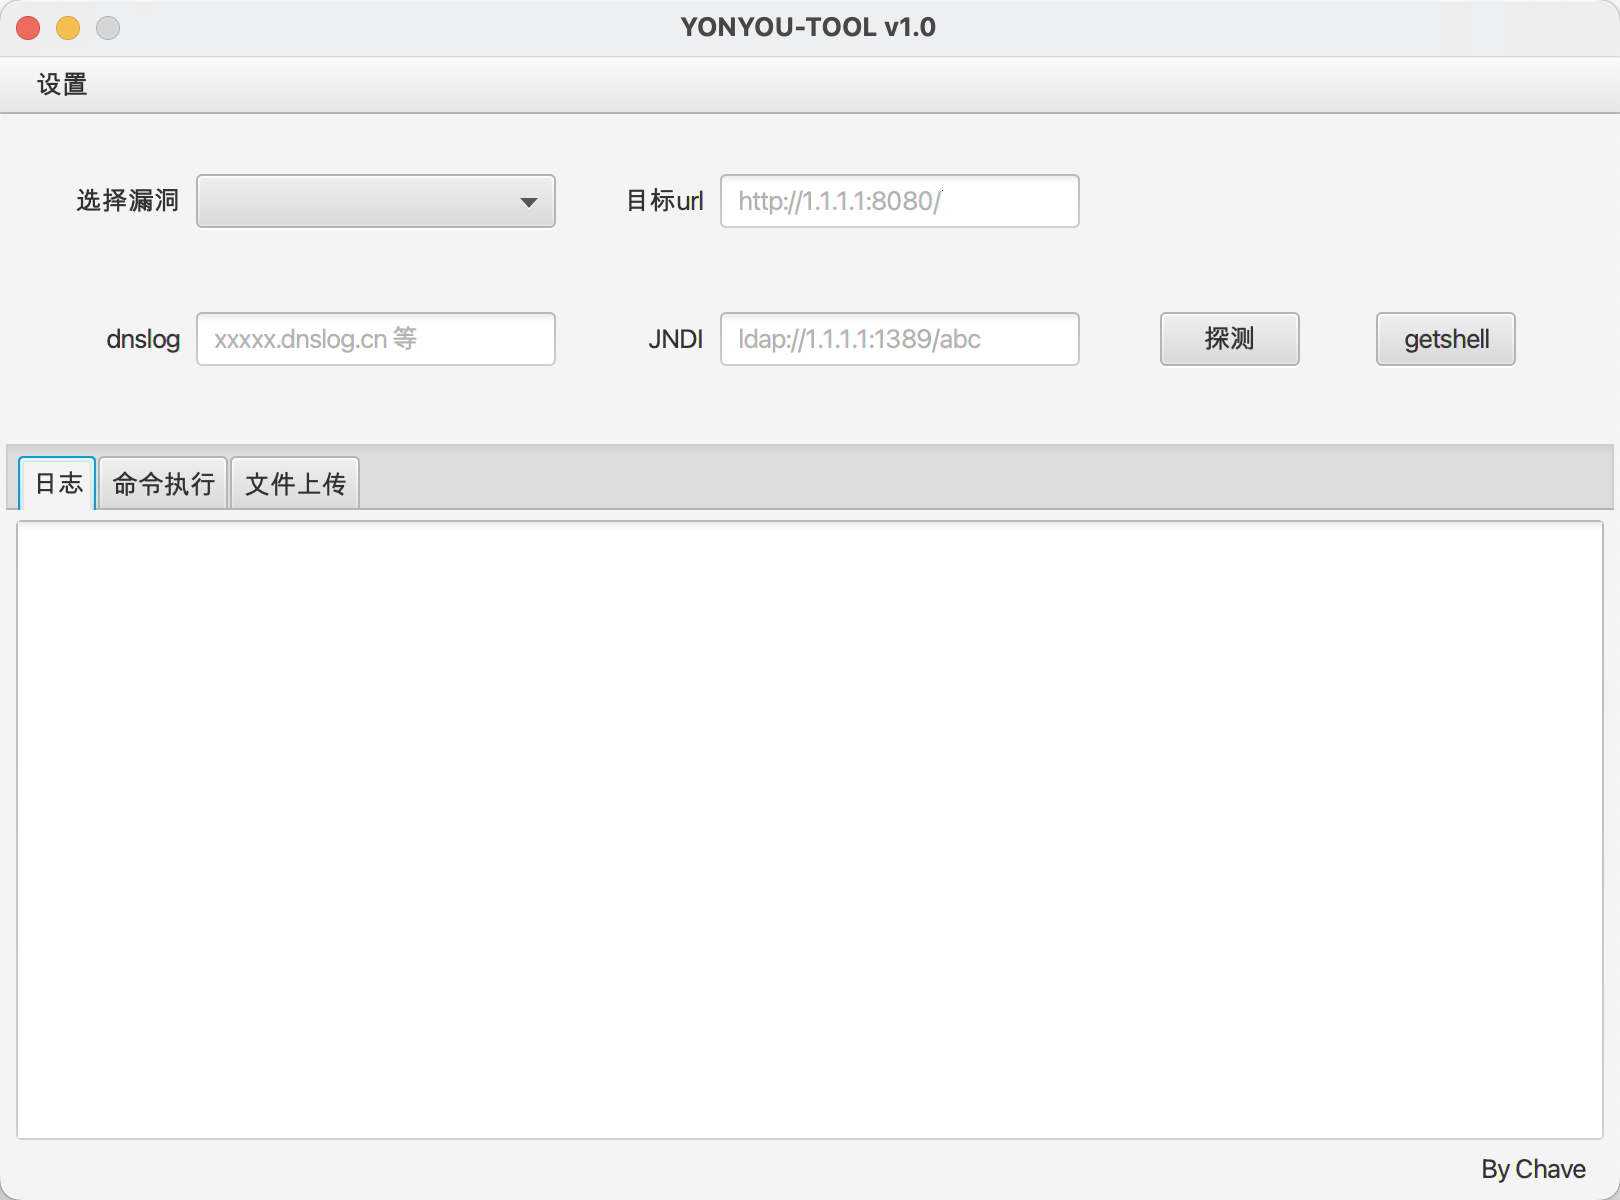 YONYOU-TOOL v1.0
设置
选择漏洞
目标url http://1.1.1.1:8080/
dnslog xxxxx.dnslog.cn 等 JNDI ldap://1.1.1.1:1389/abc 探测 getshell
日志 命令执行 文件上传
By Chave